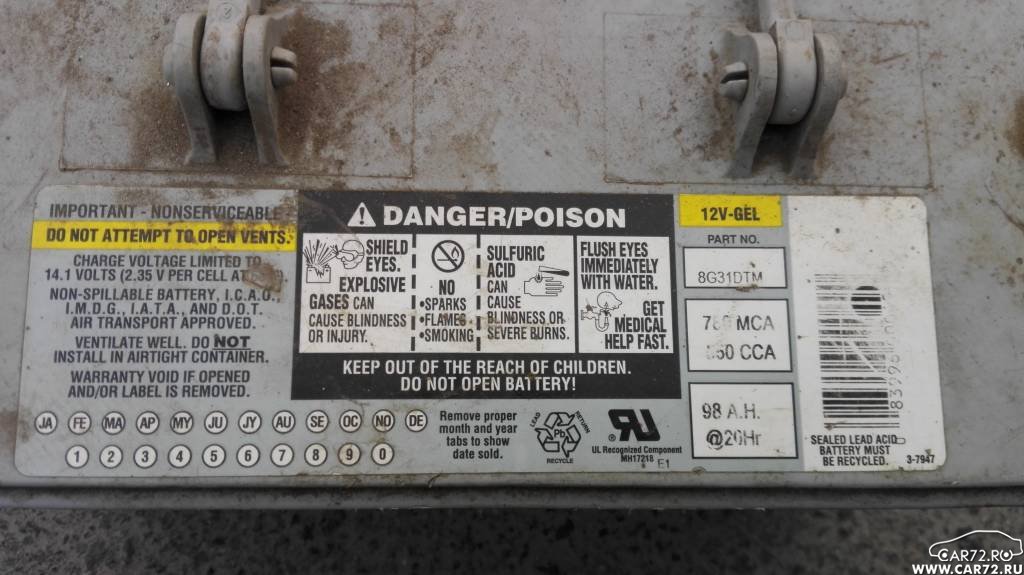 IMPORTANT - NONSERVICEABLE
DO NOT ATTEMPT TO OPEN VENTS.
CHARGE VOLTAGE LIMITED TO
14.1 VOLTS (2.35 V PER CELL AT
NON-SPILLABLE BATTERY, I.C.A.O.,
I.M.D.G., I.A.T.A., AND D.O.T.
AIR TRANSPORT APPROVED.
VENTILATE WELL. DO NOT
INSTALL IN AIRTIGHT CONTAINER.
WARRANTY VOID IF OPENED
AND/OR LABEL IS REMOVED.
DANGER/POISON
SHIELD
EYES.
EXPLOSIVE
GASES CAN
CAUSE BLINDNESS
OR INJURY.
NO
•SPARKS
•FLAMES
•SMOKING
SULFURIC
ACID
CAN
CAUSE
BLINDNESS OR
SEVERE BURNS.
FLUSH EYES
IMMEDIATELY
WITH WATER.
GET
MEDICAL
HELP FAST.
KEEP OUT OF THE REACH OF CHILDREN.
DO NOT OPEN BATTERY!
12V-GEL
PART NO.
8G31DTM
MCA
CCA
98 A.H.
@20Hr
SEALED LEAD ACID
BATTERY MUST
BE RECYCLED.
3-7947
JA FE MA AP MY JU JY AU SE OC NO DE
1 2 3 4 5 6 7 8 9 0
Remove proper
month and year
tabs to show
date sold.
LEAD
RETURN
Pb
RECYCLE
RU
®
UL Recognized Component
MH17218
E1
CAR72.RU
WWW.CAR72.RU